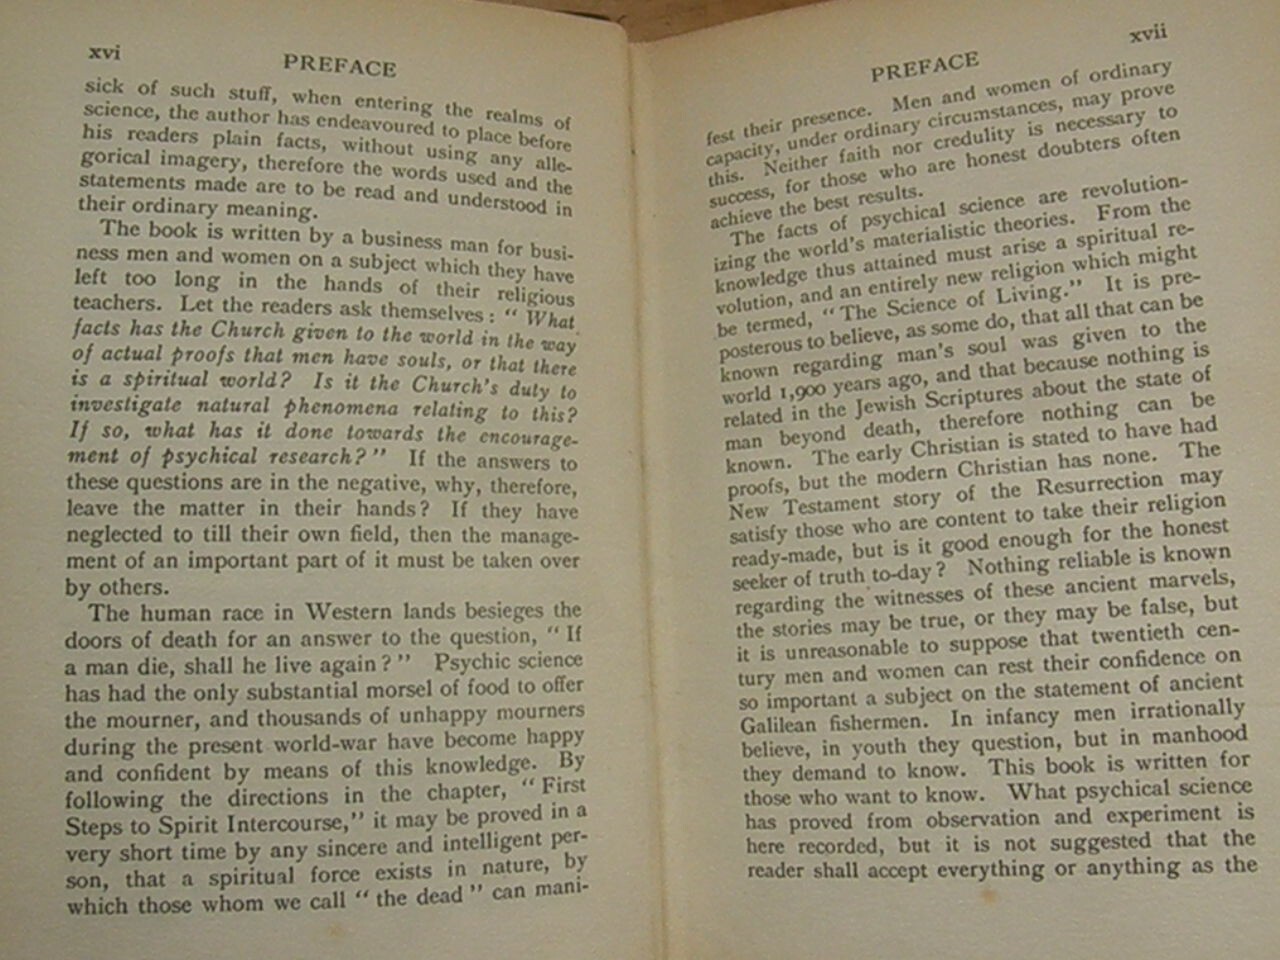 xvi
PREFACE
sick of such stuff, when entering the realms of
science, the author has endeavoured to place before
his readers plain facts, without using any alle-
gorical imagery, therefore the words used and the
statements made are to be read and understood in
their ordinary meaning.
The book is written by a business man for busi-
ness men and women on a subject which they have
left too long in the hands of their religious
teachers. Let the readers ask themselves : “ What
facts has the Church given to the world in the way
of actual proofs that men have souls, or that there
is a spiritual world? Is it the Church's duty to
investigate natural phenomena relating to this?
If so, what has it done towards the encourage-
ment of psychical research? ” If the answers to
these questions are in the negative, why, therefore,
leave the matter in their hands? If they have
neglected to till their own field, then the manage-
ment of an important part of it must be taken over
by others.
The human race in Western lands besieges the
doors of death for an answer to the question, “ If
a man die, shall he live again ? ” Psychic science
has had the only substantial morsel of food to offer
the mourner, and thousands of unhappy mourners
during the present world-war have become happy
and confident by means of this knowledge. By
following the directions in the chapter, “ First
Steps to Spirit Intercourse,” it may be proved in a
very short time by any sincere and intelligent per-
son, that a spiritual force exists in nature, by
which those whom we call “ the dead ” can mani-
PREFACE
xvii
fest their presence. Men and women of ordinary
capacity, under ordinary circumstances, may prove
this. Neither faith nor credulity is necessary to
success, for those who are honest doubters often
achieve the best results.
The facts of psychical science are revolution-
izing the world's materialistic theories. From the
knowledge thus attained must arise a spiritual re-
volution, and an entirely new religion which might
be termed, “ The Science of Living.” It is pre-
posterous to believe, as some do, that all that can be
known regarding man's soul was given to the
world 1,900 years ago, and that because nothing is
related in the Jewish Scriptures about the state of
man beyond death, therefore nothing can be
known. The early Christian is stated to have had
proofs, but the modern Christian has none. The
New Testament story of the Resurrection may
satisfy those who are content to take their religion
ready-made, but is it good enough for the honest
seeker of truth to-day ? Nothing reliable is known
regarding the witnesses of these ancient marvels,
the stories may be true, or they may be false, but
it is unreasonable to suppose that twentieth cen-
tury men and women can rest their confidence on
so important a subject on the statement of ancient
Galilean fishermen. In infancy men irrationally
believe, in youth they question, but in manhood
they demand to know. This book is written for
those who want to know. What psychical science
has proved from observation and experiment is
here recorded, but it is not suggested that the
reader shall accept everything or anything as the